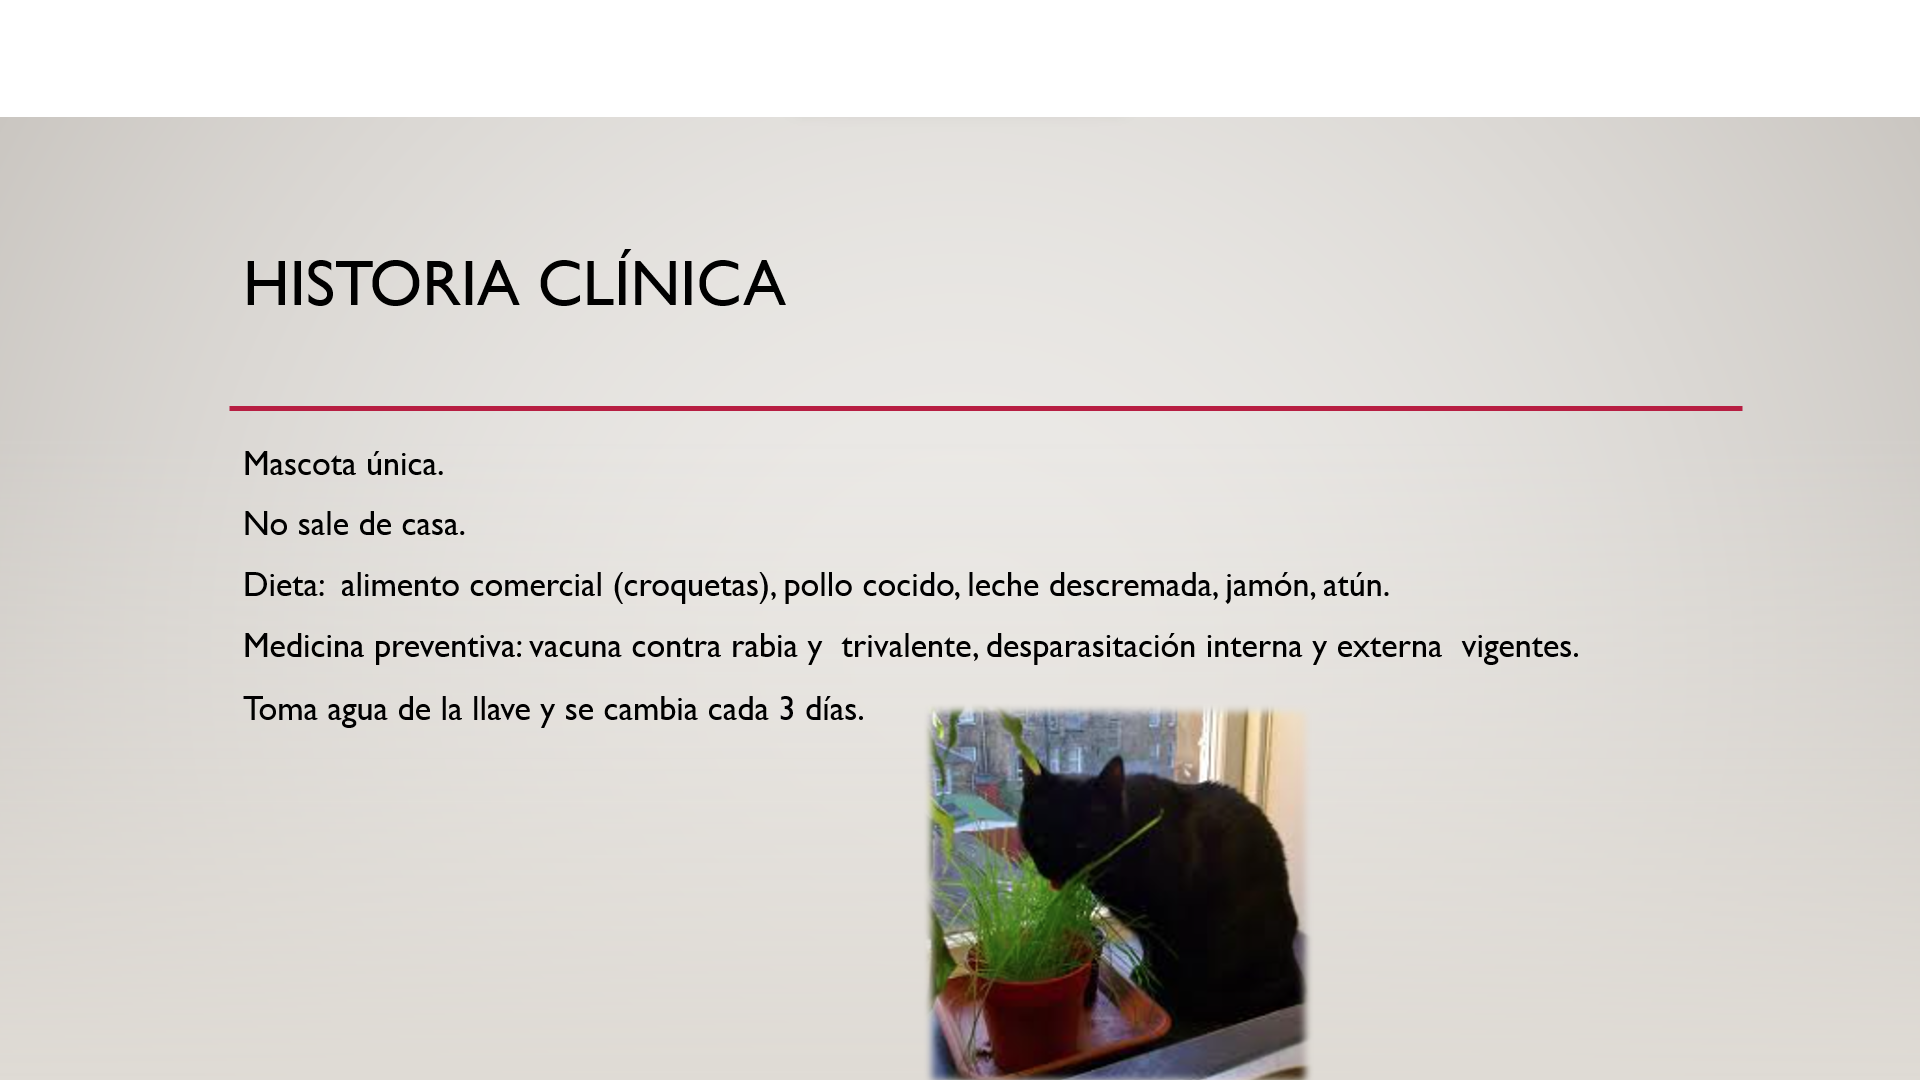 HISTORIA CLÍNICA
Mascota única.
No sale de casa.
Dieta:  alimento comercial (croquetas), pollo cocido, leche descremada, jamón, atún.
Medicina preventiva: vacuna contra rabia y  trivalente, desparasitación interna y externa  vigentes.
Toma agua de la llave y se cambia cada 3 días.